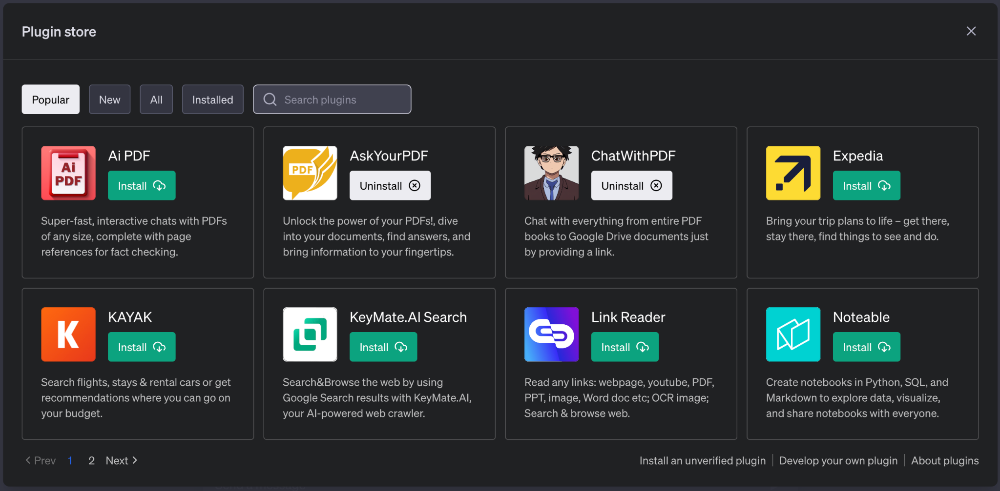 Plugin store
Popular
New
All
Installed
Search plugins
Ai
PDF
Ai PDF
Install
Super-fast, interactive chats with PDFs
of any size, complete with page
references for fact checking.
PDF
AskYourPDF
Uninstall
Unlock the power of your PDFs!, dive
into your documents, find answers, and
bring information to your fingertips.
ChatWithPDF
Uninstall
Chat with everything from entire PDF
books to Google Drive documents just
by providing a link.
Expedia
Install
Bring your trip plans to life – get there,
stay there, find things to see and do.
K
KAYAK
Install
Search flights, stays & rental cars or get
recommendations where you can go on
your budget.
KeyMate.AI Search
Install
Search&Browse the web by using
Google Search results with KeyMate.AI,
your AI-powered web crawler.
Link Reader
Install
Read any links: webpage, youtube, PDF,
PPT, image, Word doc etc; OCR image;
Search & browse web.
Noteable
Install
Create notebooks in Python, SQL, and
Markdown to explore data, visualize,
and share notebooks with everyone.
Prev 1 2 Next
Install an unverified plugin | Develop your own plugin | About plugins